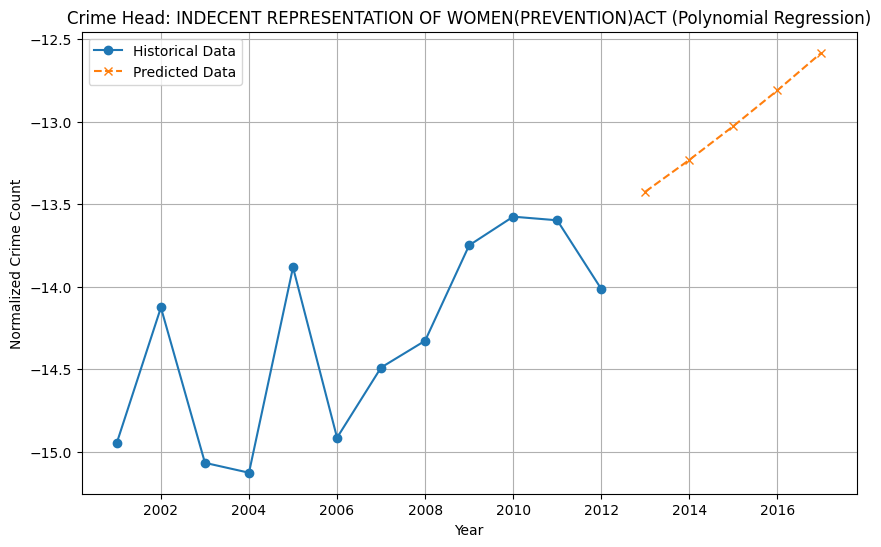 Crime Head: INDECENT REPRESENTATION OF WOMEN(PREVENTION)ACT (Polynomial Regression)
Historical Data
Predicted Data
Normalized Crime Count
−12.5
−13.0
−13.5
−14.0
−14.5
−15.0
2002 2004 2006 2008 2010 2012 2014 2016
Year